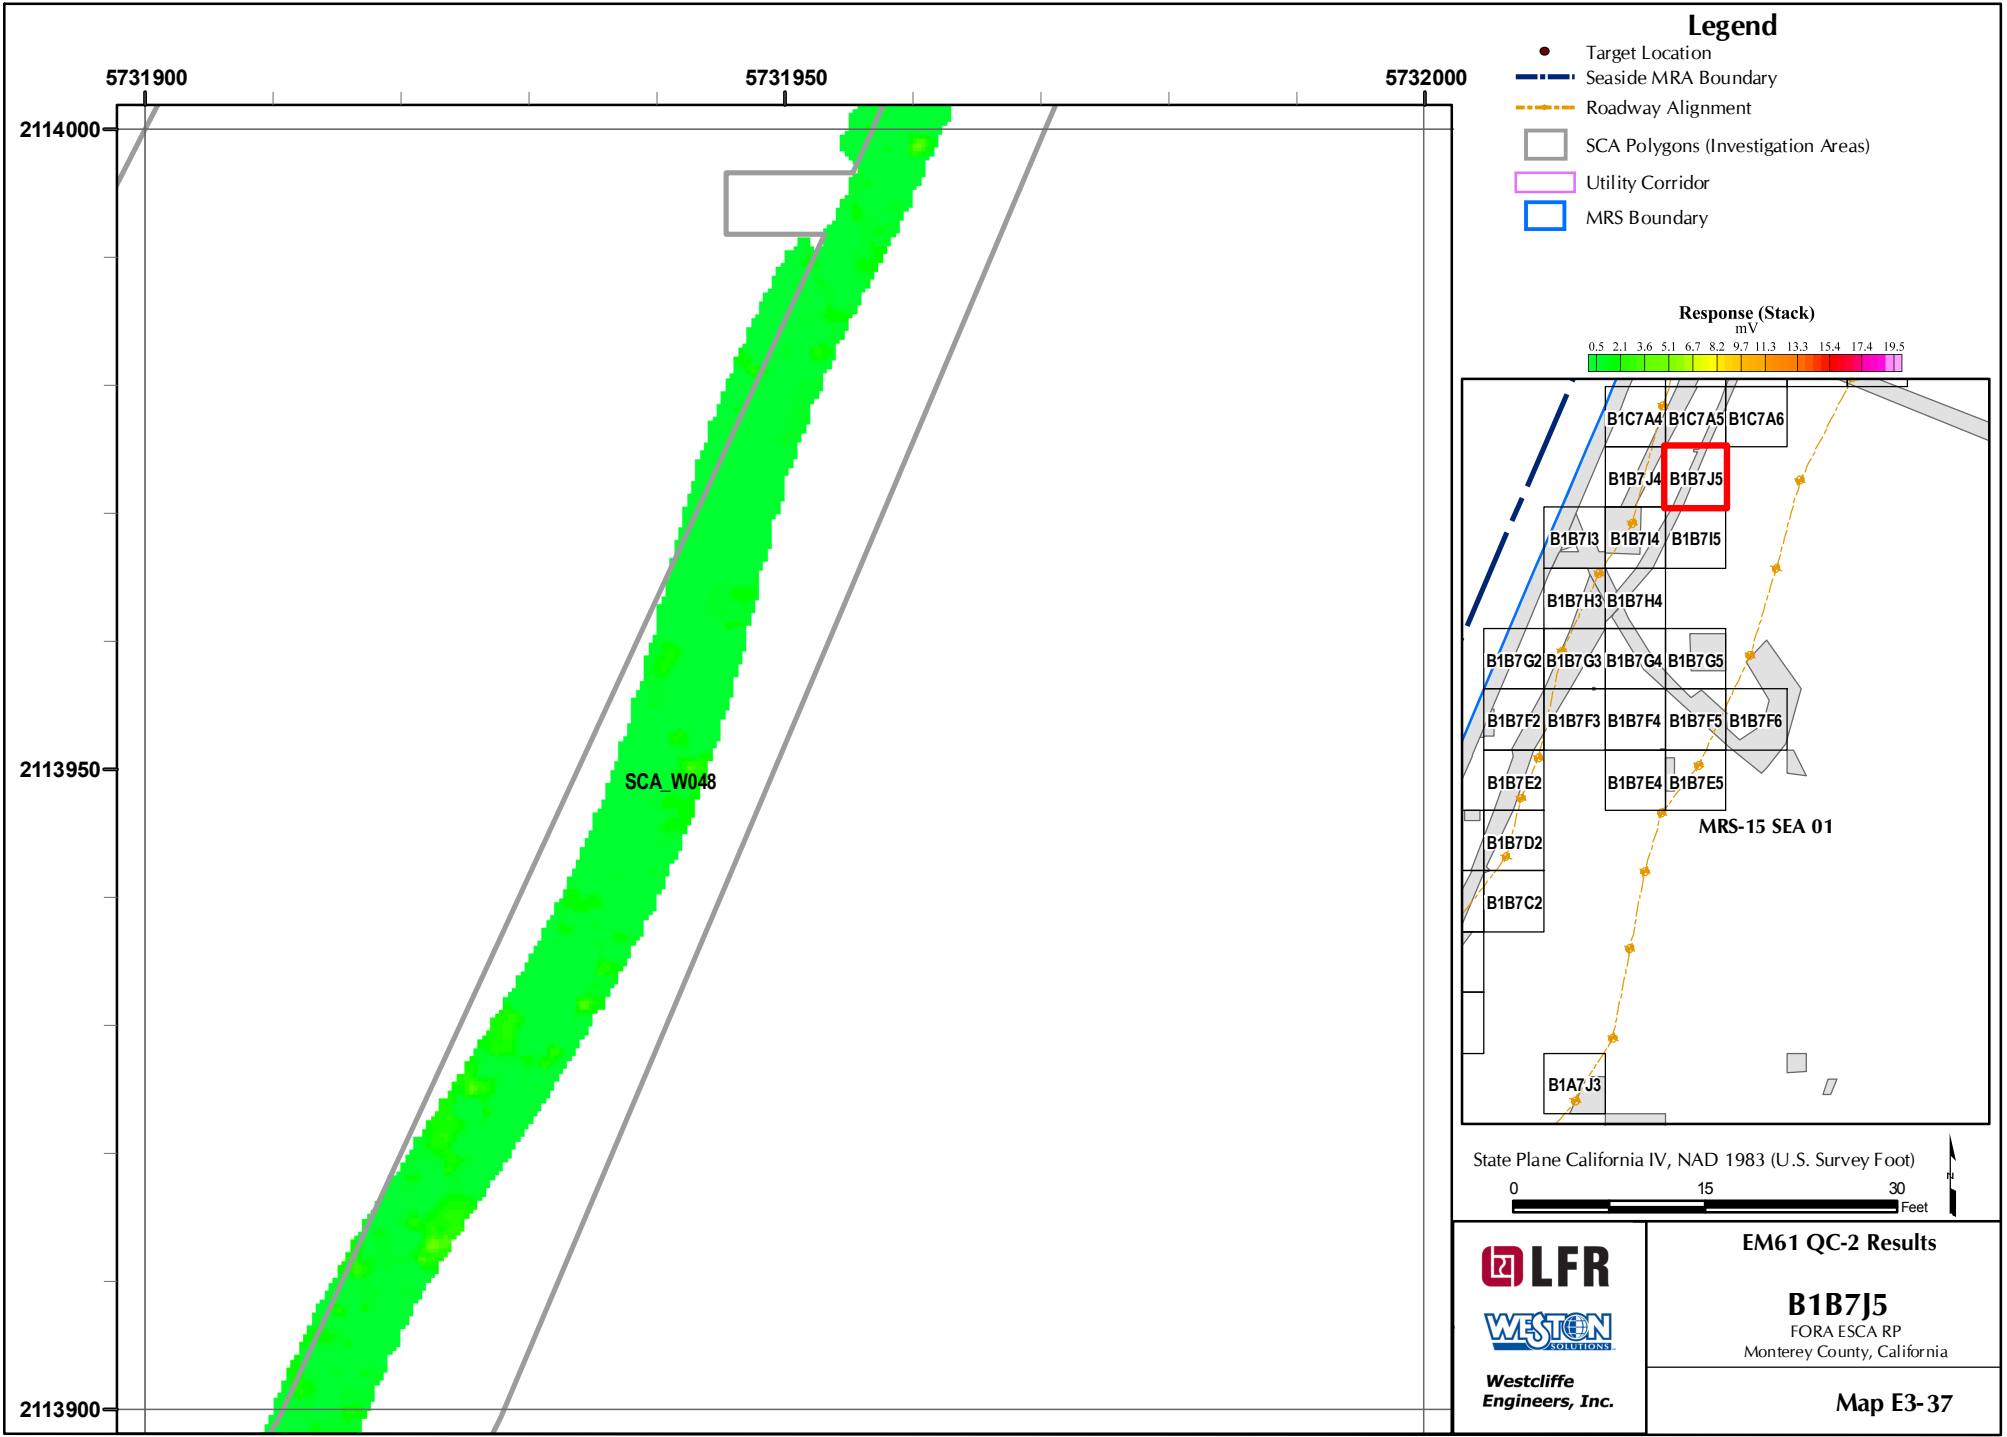 5731900
5731950
5732000
2114000
2113950
2113900
SCA_W048
Legend
Target Location
Seaside MRA Boundary
Roadway Alignment
SCA Polygons (Investigation Areas)
Utility Corridor
MRS Boundary
Response (Stack)
mV
0.5 2.1 3.6 5.1 6.7 8.2 9.7 11.3 13.3 15.4 17.4 19.5
B1C7A4 B1C7A5 B1C7A6
B1B7J4 B1B7J5
B1B7I3 B1B7I4 B1B7I5
B1B7H3 B1B7H4
B1B7G2 B1B7G3 B1B7G4 B1B7G5
B1B7F2 B1B7F3 B1B7F4 B1B7F5 B1B7F6
B1B7E2 B1B7E4 B1B7E5
MRS-15 SEA 01
B1B7D2
B1B7C2
B1A7J3
State Plane California IV, NAD 1983 (U.S. Survey Foot)
N
0 15 30
Feet
LFR
WESTON
SOLUTIONS
Westcliffe
Engineers, Inc.
EM61 QC-2 Results
B1B7J5
FORA ESCA RP
Monterey County, California
Map E3-37